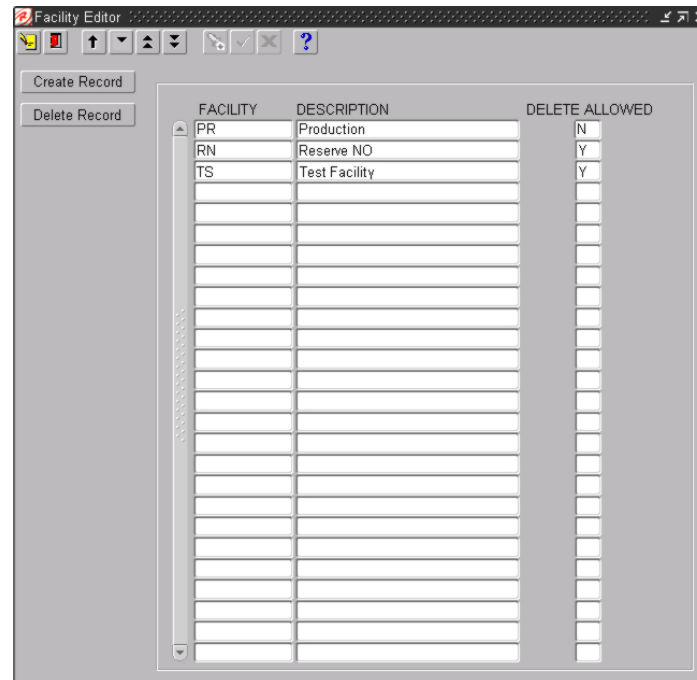 Facility Editor
?
Create Record
Delete Record
FACILITY DESCRIPTION DELETE ALLOWED
PR Production N
RN Reserve NO Y
TS Test Facility Y